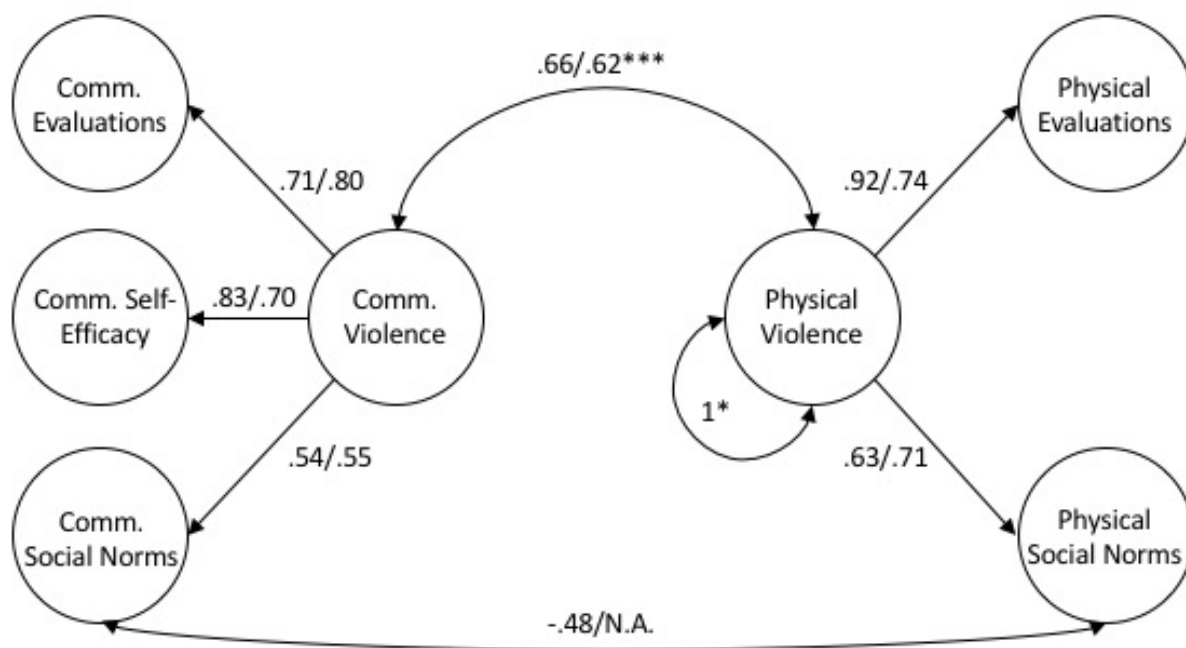 .66/.62***
Comm.
Evaluations
Physical
Evaluations
.71/.80
.92/.74
Comm. Self-
Efficacy
.83/.70
Comm.
Violence
Physical
Violence
1*
.54/.55
.63/.71
Comm.
Social Norms
Physical
Social Norms
-.48/N.A.